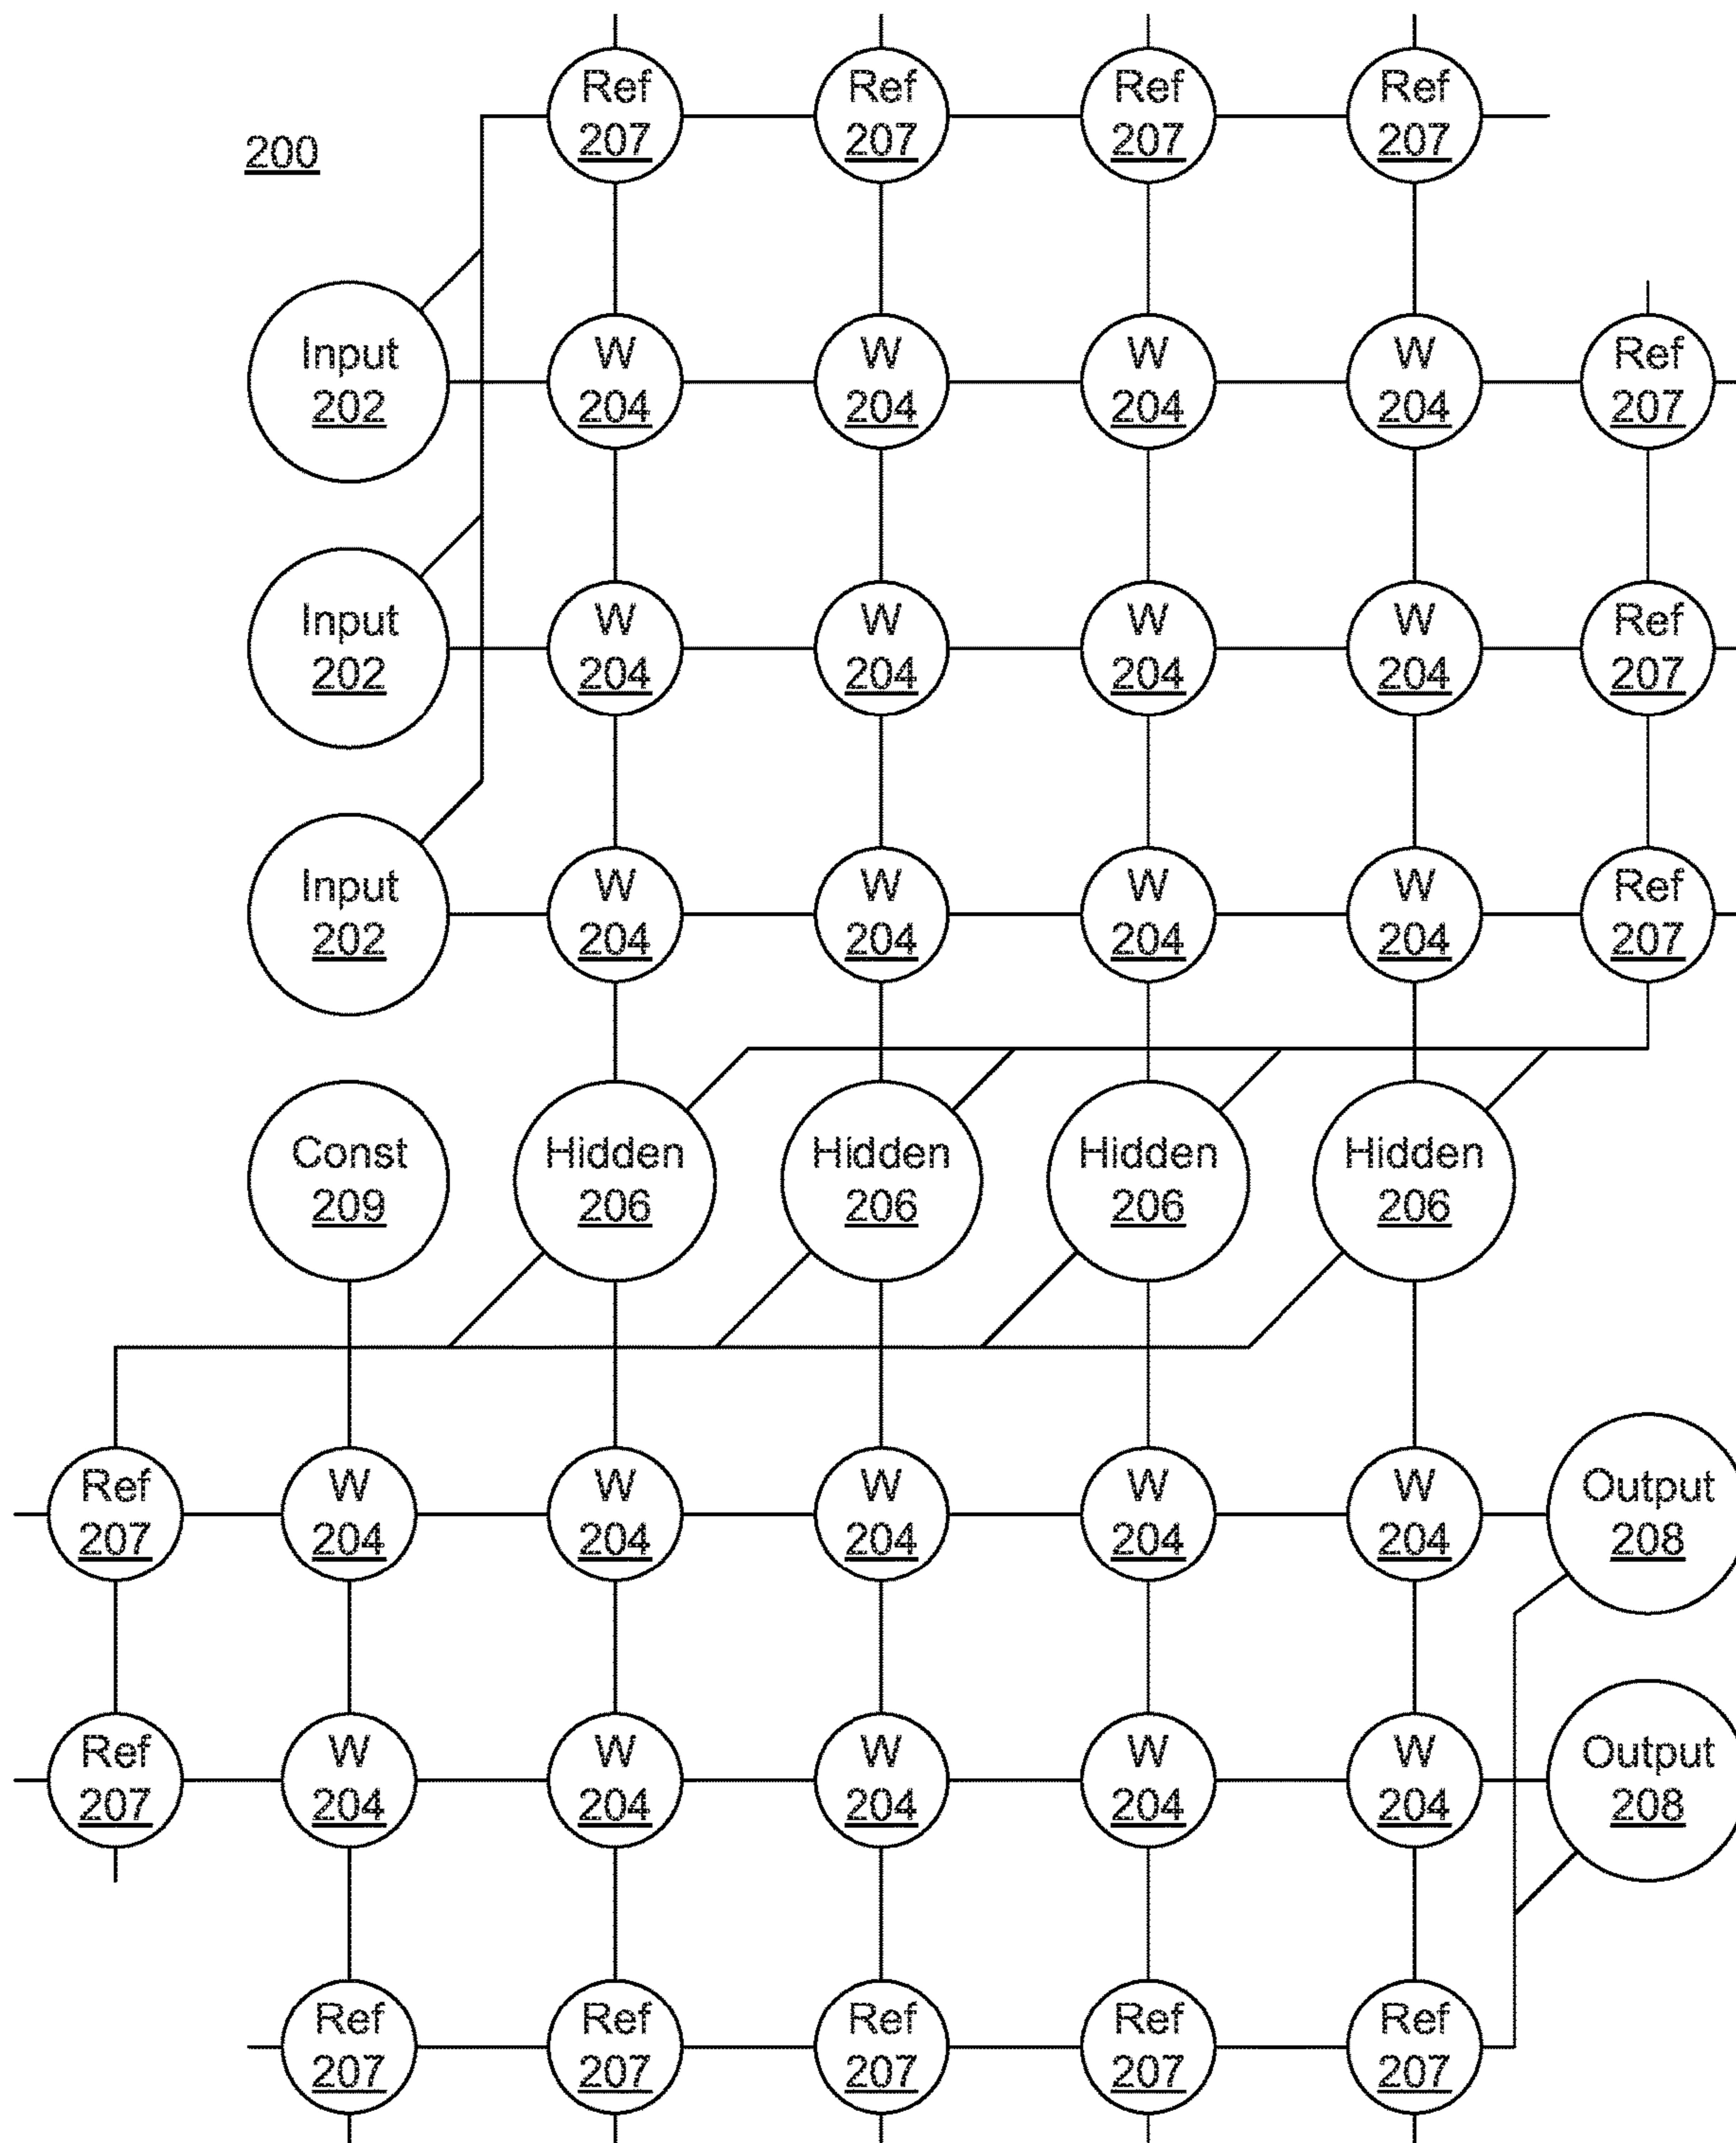 Ref Ref Ref Ref
200 207 207 207 207
Input W W W W Ref
202 204 204 204 204 207
Input W W W W Ref
202 204 204 204 204 207
Input W W W W Ref
202 204 204 204 204 207
Const Hidden Hidden Hidden Hidden
209 206 206 206 206
Ref W W W W W Output
207 204 204 204 204 204 208
Ref W W W W W Output
207 204 204 204 204 204 208
Ref Ref Ref Ref Ref
207 207 207 207 207